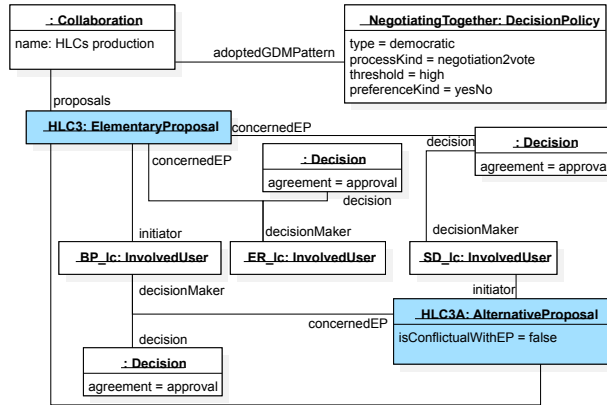 : Collaboration
name: HLCs production
NegotiatingTogether: DecisionPolicy
type = democratic
processKind = negotiation2vote
threshold = high
preferenceKind = yesNo
adoptedGDMPattern
proposals
HLC3: ElementaryProposal
concernedEP
decision
: Decision
agreement = approval
concernedEP
: Decision
agreement = approval
decision
initiator
decisionMaker
decisionMaker
BP_lc: InvolvedUser
ER_lc: InvolvedUser
SD_lc: InvolvedUser
decisionMaker
initiator
concernedEP
HLC3A: AlternativeProposal
isConflictualWithEP = false
decision
: Decision
agreement = approval